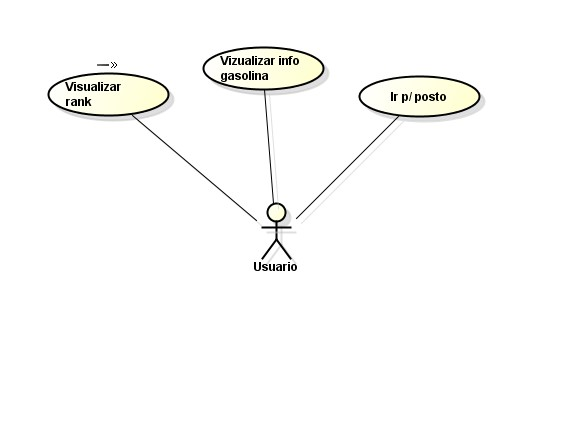 Visualizar
rank
Vizualizar info
gasolina
Ir p/ posto
Usuario